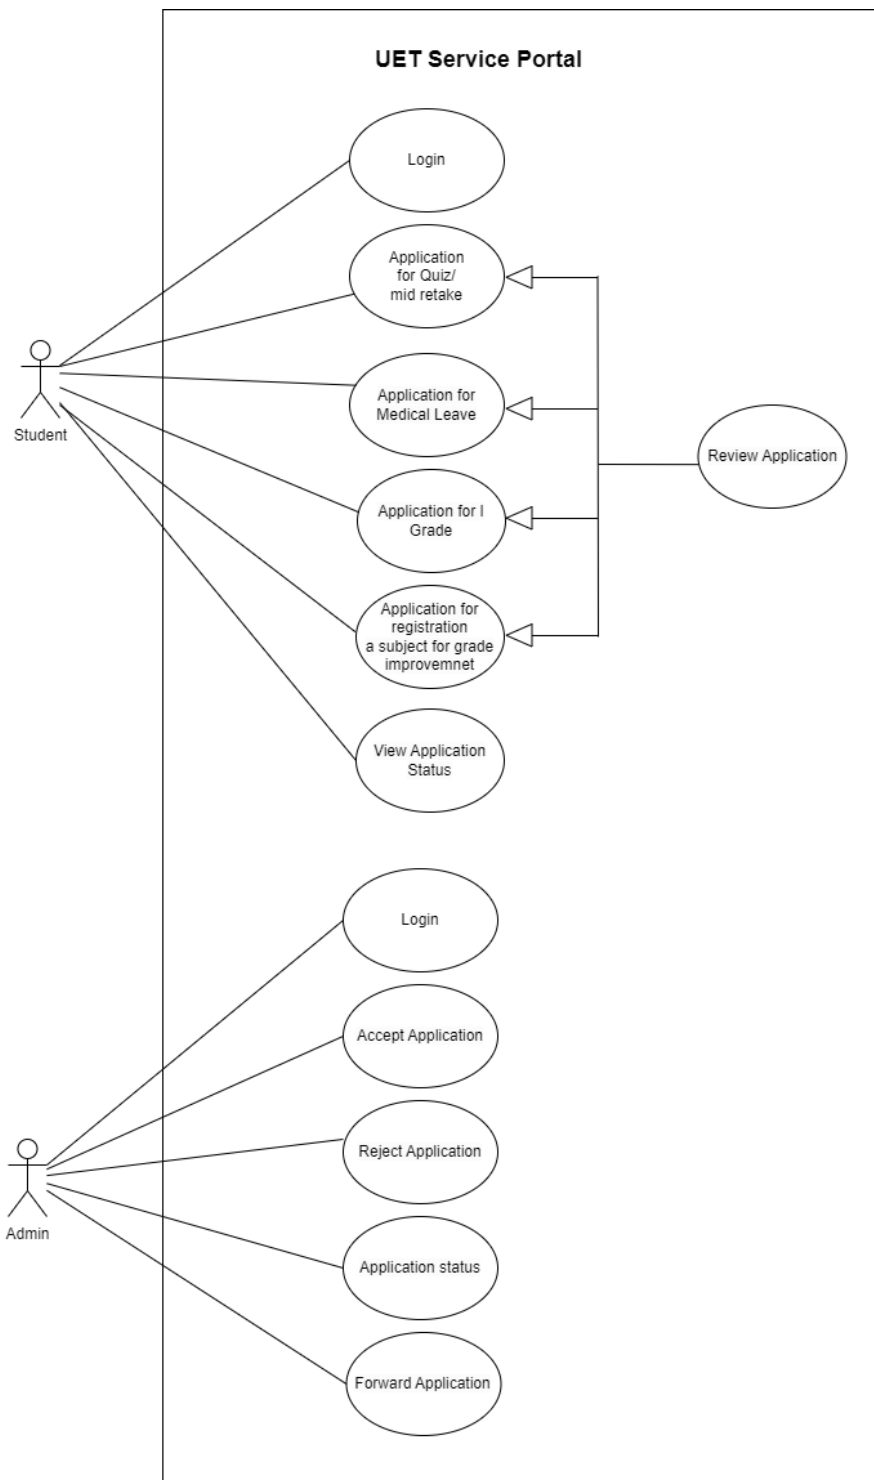 UET Service Portal
Login
Application
for Quiz/
mid retake
Application for
Medical Leave
Student
Review Application
Application for I
Grade
Application for
registration
a subject for grade
improvemnet
View Application
Status
Login
Accept Application
Reject Application
Admin
Application status
Forward Application